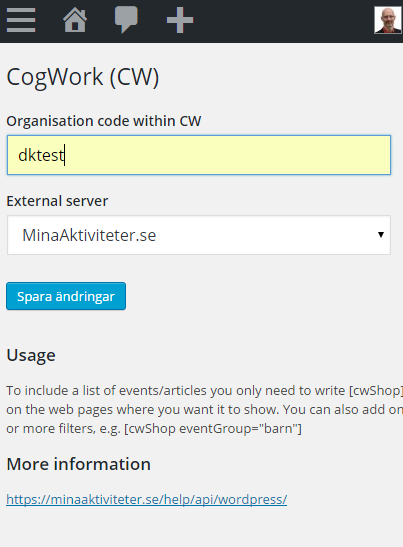 CogWork (CW)
Organisation code within CW
dktest
External server
MinaAktiviteter.se
Spara ändringar
Usage
To include a list of events/articles you only need to write [cwShop]
on the web pages where you want it to show. You can also add on
or more filters, e.g. [cwShop eventGroup="barn"]
More information
https://minaaktiviteter.se/help/api/wordpress/